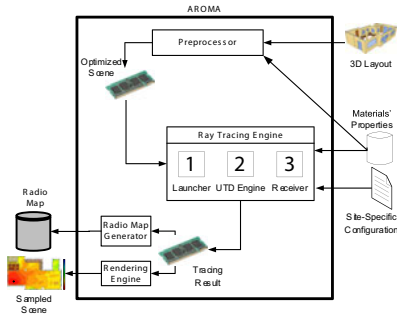 AROMA
Preprocessor
3D Layout
Optimized
Scene
Materials'
Properties
Ray Tracing Engine
1 2 3
Launcher UTD Engine Receiver
Site-Specific
Configuration
Radio
Map
Radio Map
Generator
Rendering
Engine
Tracing
Result
Sampled
Scene